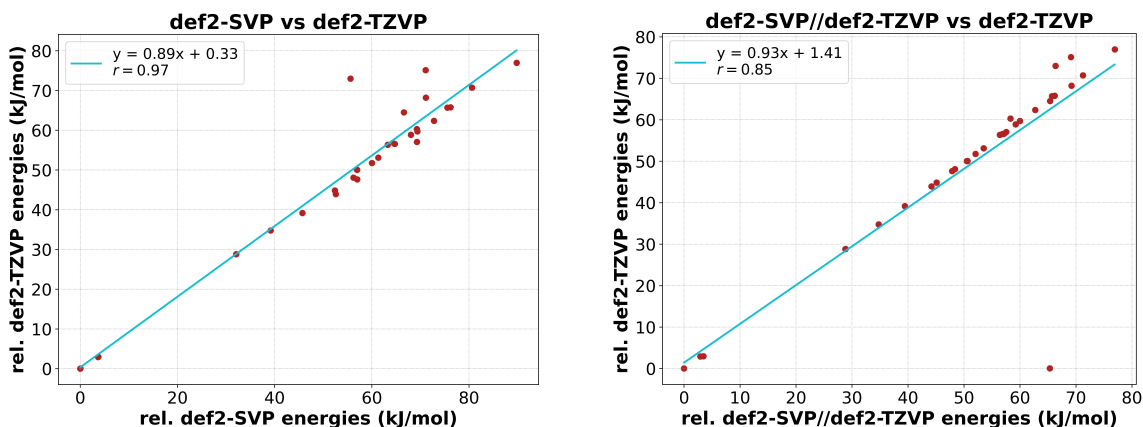 def2-SVP vs def2-TZVP
y = 0.89x + 0.33
r = 0.97
rel. def2-TZVP energies (kJ/mol)
80
70
60
50
40
30
20
10
0
0 20 40 60 80
rel. def2-SVP energies (kJ/mol)
def2-SVP//def2-TZVP vs def2-TZVP
y = 0.93x + 1.41
r = 0.85
rel. def2-TZVP energies (kJ/mol)
80
70
60
50
40
30
20
10
0
0 10 20 30 40 50 60 70 80
rel. def2-SVP//def2-TZVP energies (kJ/mol)